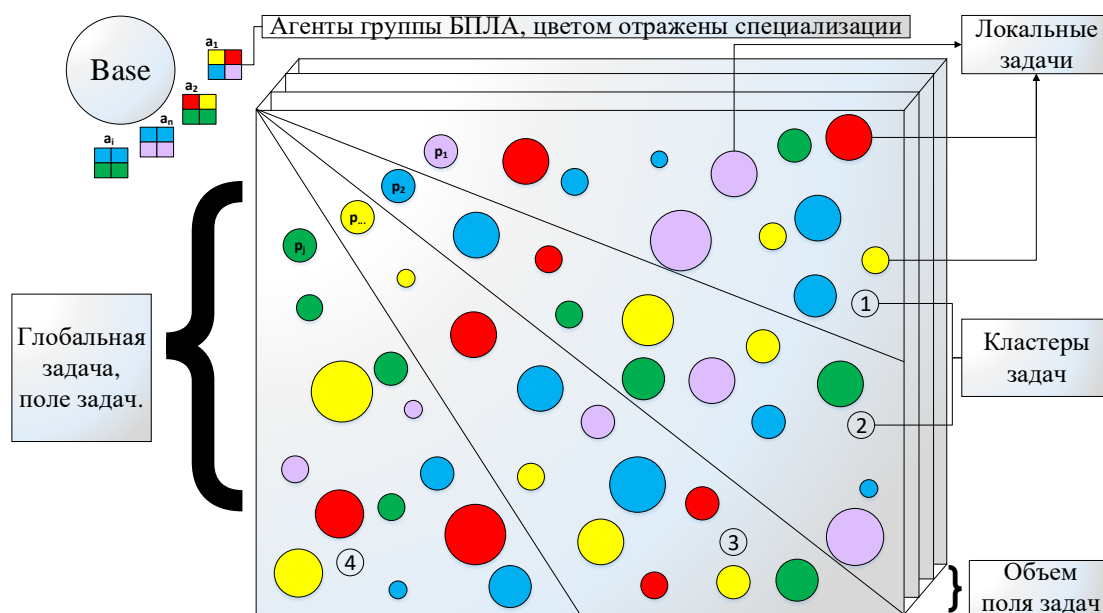 Агенты группы БПЛА, цветом отражены специализации
Локальные
задачи
Base
a1
a2
an
ai
p1
p2
p...
pj
Глобальная
задача,
поле задач.
1
Кластеры
задач
2
3
4
Объем
поля задач